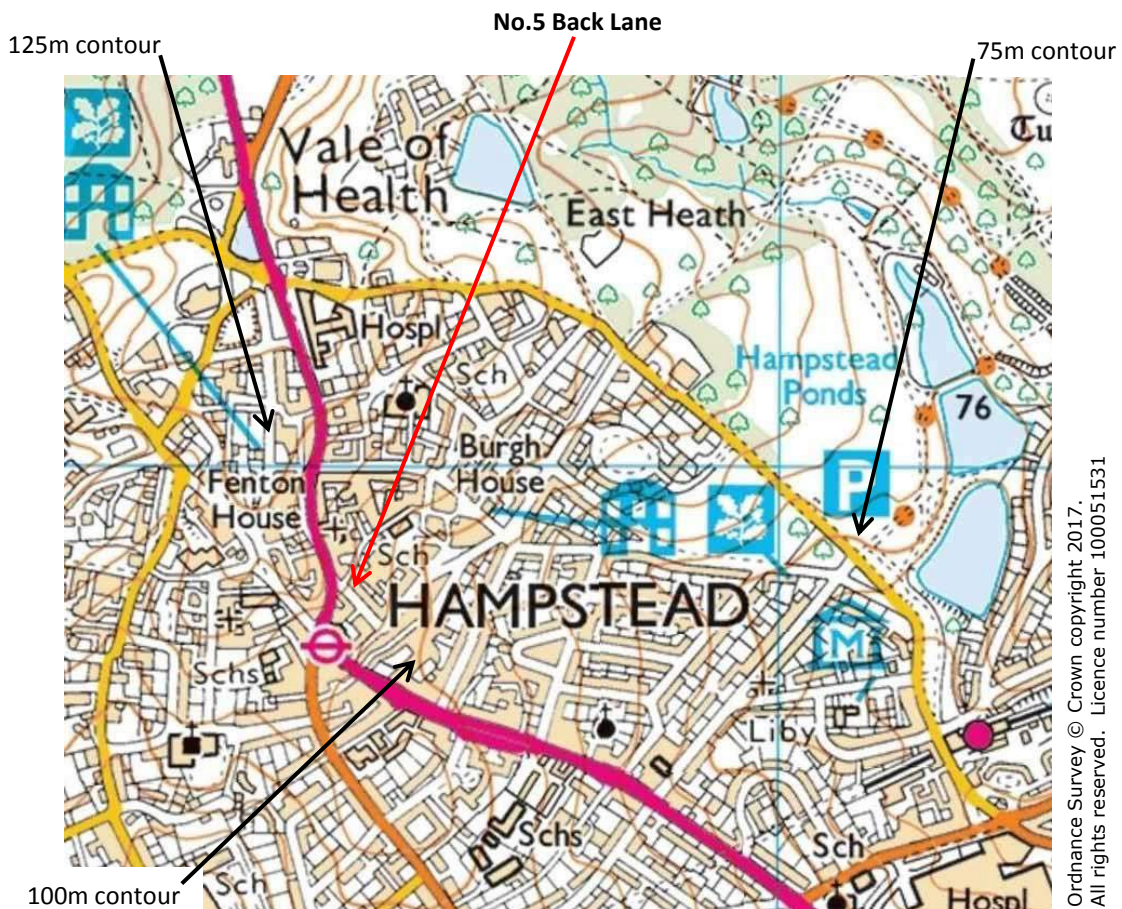 No.5 Back Lane
125m contour
75m contour
Vale of
Health
East Heath
Hospl
Sch
Hampstead
Ponds
76
Burgh
House
Fenton
House
P
Sch
HAMPSTEAD
M
Schs
Liby
Schs
Sch
Sch
Hospl
100m contour
Ordnance Survey © Crown copyright 2017.
All rights reserved. Licence number 100051531